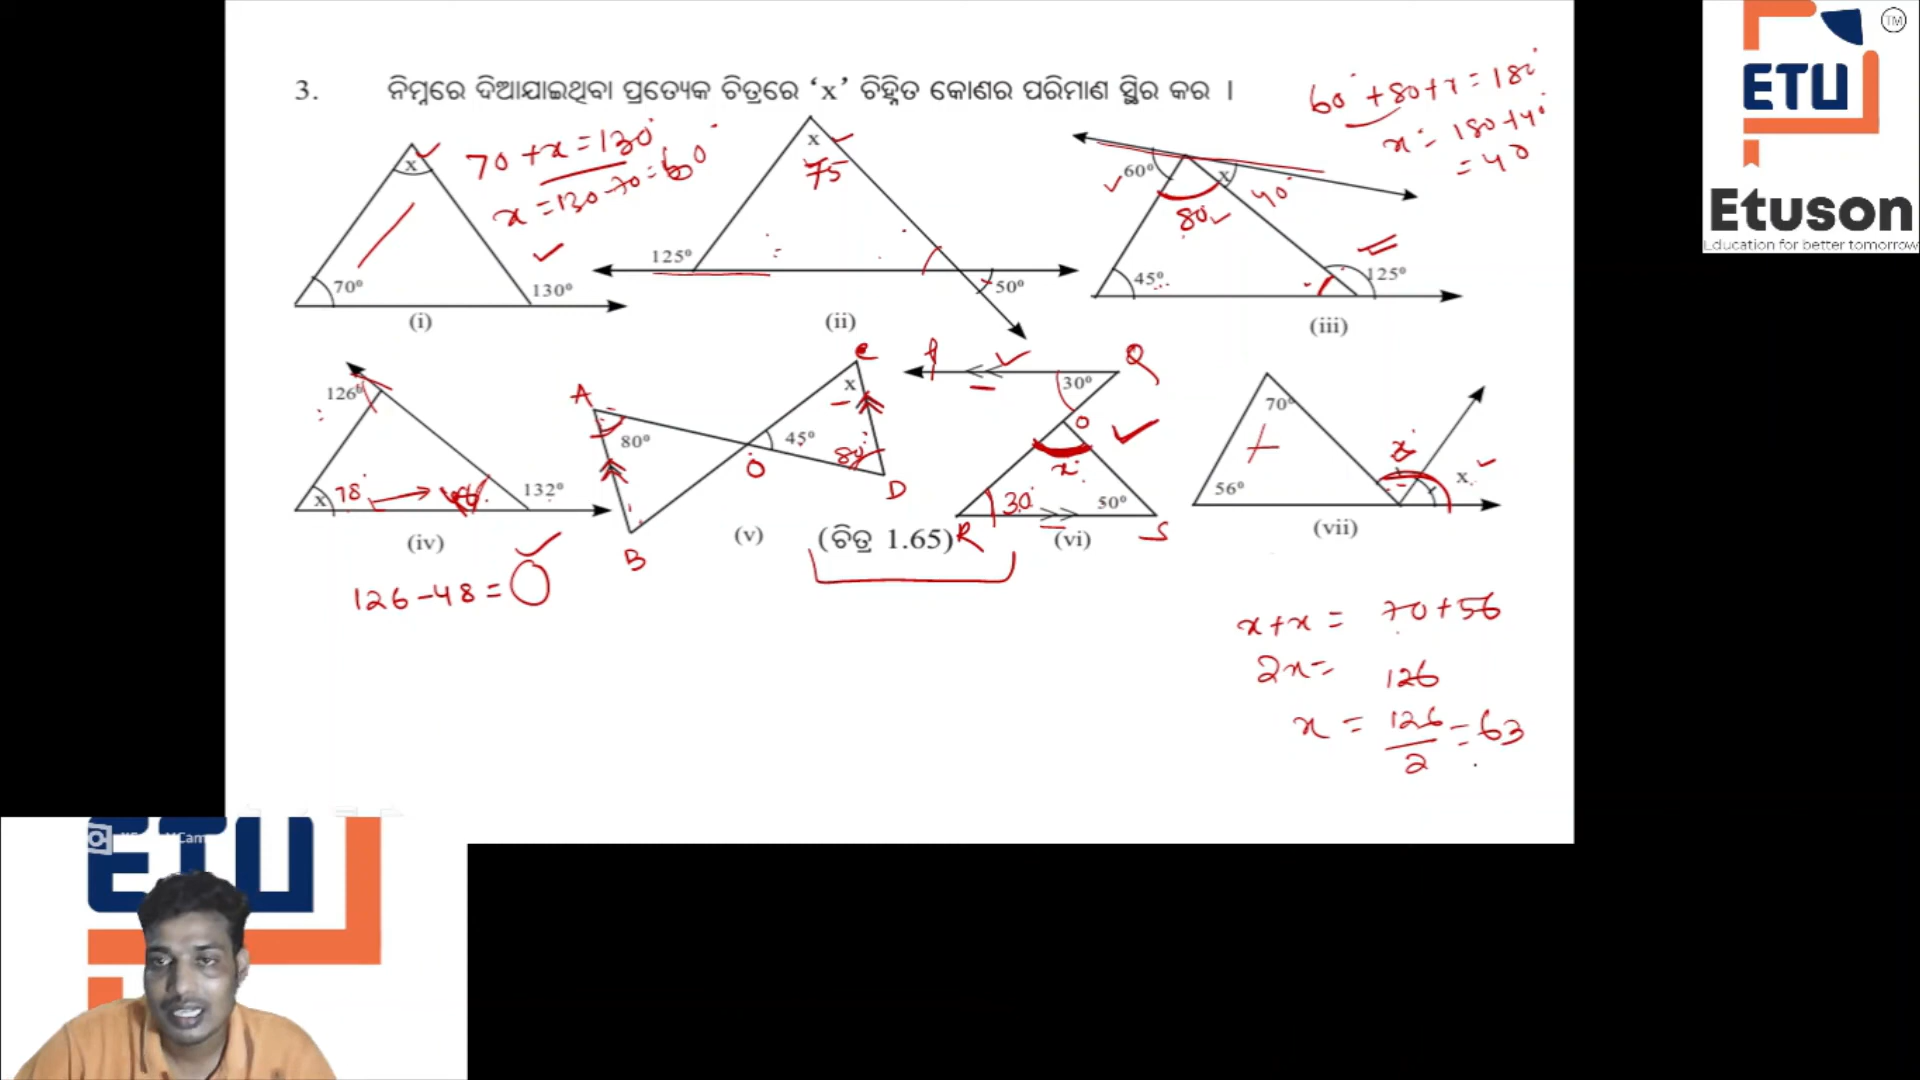 3. ନିମ୍ନରେ ଦିଆଯାଇଥିବା ପ୍ରତ୍ୟେକ ଚିତ୍ରରେ ‘x’ ଚିହ୍ନିତ କୋଣର ପରିମାଣ ସ୍ଥିର କର ।
60° +80+x=180°
x= 180+40°
=40
70+x=130°
x=130-70=60°
x
70°
130°
(i)
x
75
125°
50°
(ii)
60°
x
40°
80
45°
125°
(iii)
126°
x
78°
132°
(iv)
126-48=
A
B
C
D
O
80°
45°
x
80°
(v)
(ଚିତ୍ର 1.65)
P
Q
30°
O
x
30°
50°
R
S
(vi)
70°
56°
x
x
(vii)
x+x= 70+56
2x= 126
x = 126/2 =63
ETU
TM
Etuson
Education for better tomorrow